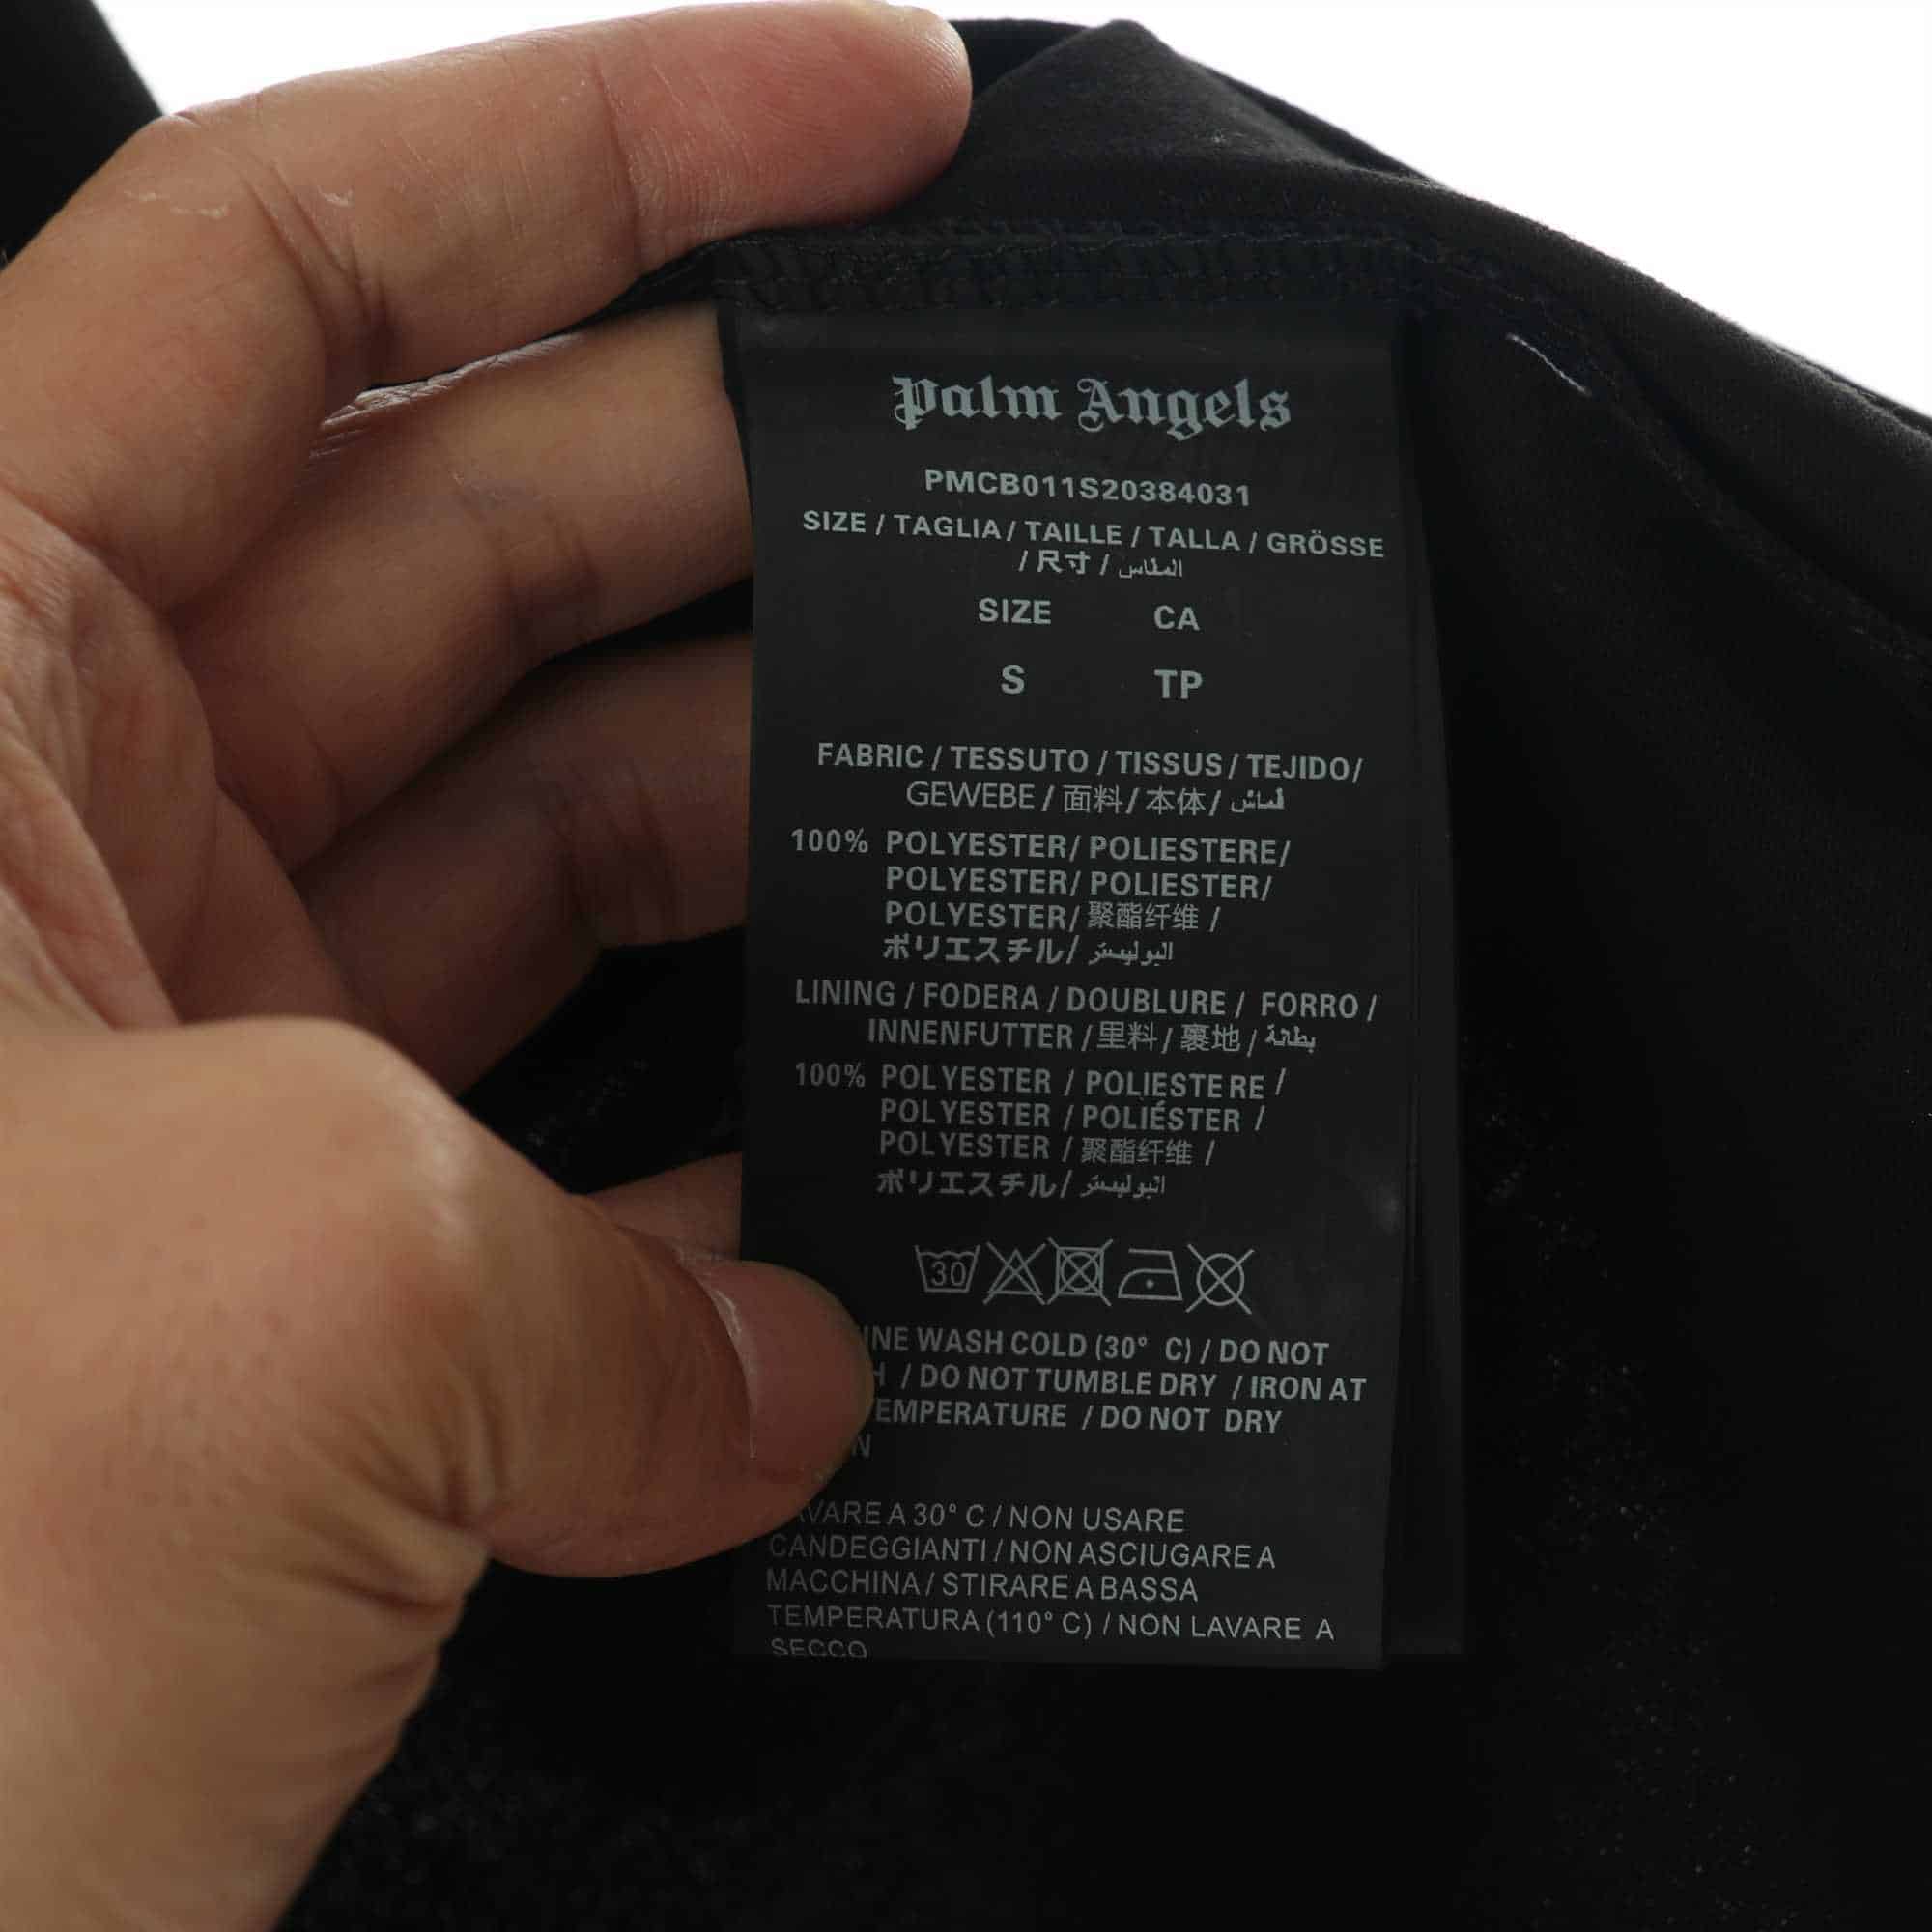 Palm Angels
PMCB011S20384031
SIZE / TAGLIA / TAILLE / TALLA / GRÖSSE
/ 尺寸 / المقاس
SIZE CA
S TP
FABRIC / TESSUTO / TISSUS / TEJIDO/
GEWEBE / 面料 / 本体 / قماش
100% POLYESTER/ POLIESTERE/
POLYESTER/ POLIESTER/
POLYESTER/ 聚酯纤维 /
ポリエスチル/ البوليستر
LINING / FODERA / DOUBLURE / FORRO /
INNENFUTTER / 里料 / 裏地 / بطانة
100% POLYESTER / POLIESTERE /
POLYESTER / POLIÉSTER /
POLYESTER / 聚酯纤维 /
ポリエスチル/ البوليستر
30
INE WASH COLD (30° C) / DO NOT
H / DO NOT TUMBLE DRY / IRON AT
EMPERATURE / DO NOT DRY
N
AVARE A 30° C / NON USARE
CANDEGGIANTI / NON ASCIUGARE A
MACCHINA / STIRARE A BASSA
TEMPERATURA (110° C) / NON LAVARE A
SECCO